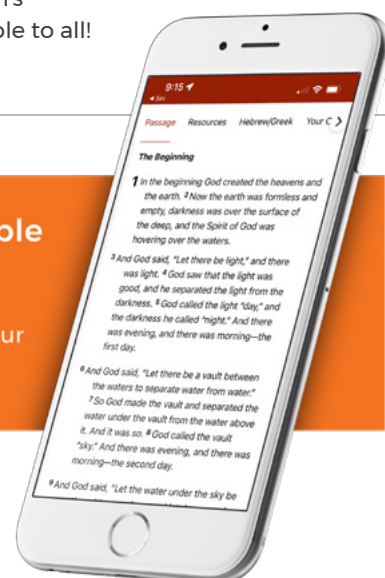 ple to all!
9:15
Siri
Passage Resources Hebrew/Greek Your C
The Beginning
1 In the beginning God created the heavens and
the earth. 2 Now the earth was formless and
empty, darkness was over the surface of
the deep, and the Spirit of God was
hovering over the waters.
3 And God said, “Let there be light,” and there
was light. 4 God saw that the light was
good, and he separated the light from the
darkness. 5 God called the light “day,” and
the darkness he called “night.” And there
was evening, and there was morning—the
first day.
6 And God said, “Let there be a vault between
the waters to separate water from water.”
7 So God made the vault and separated the
water under the vault from the water above
it. And it was so. 8 God called the vault
“sky.” And there was evening, and there was
morning—the second day.
9 And God said, “Let the water under the sky be
ble
ur